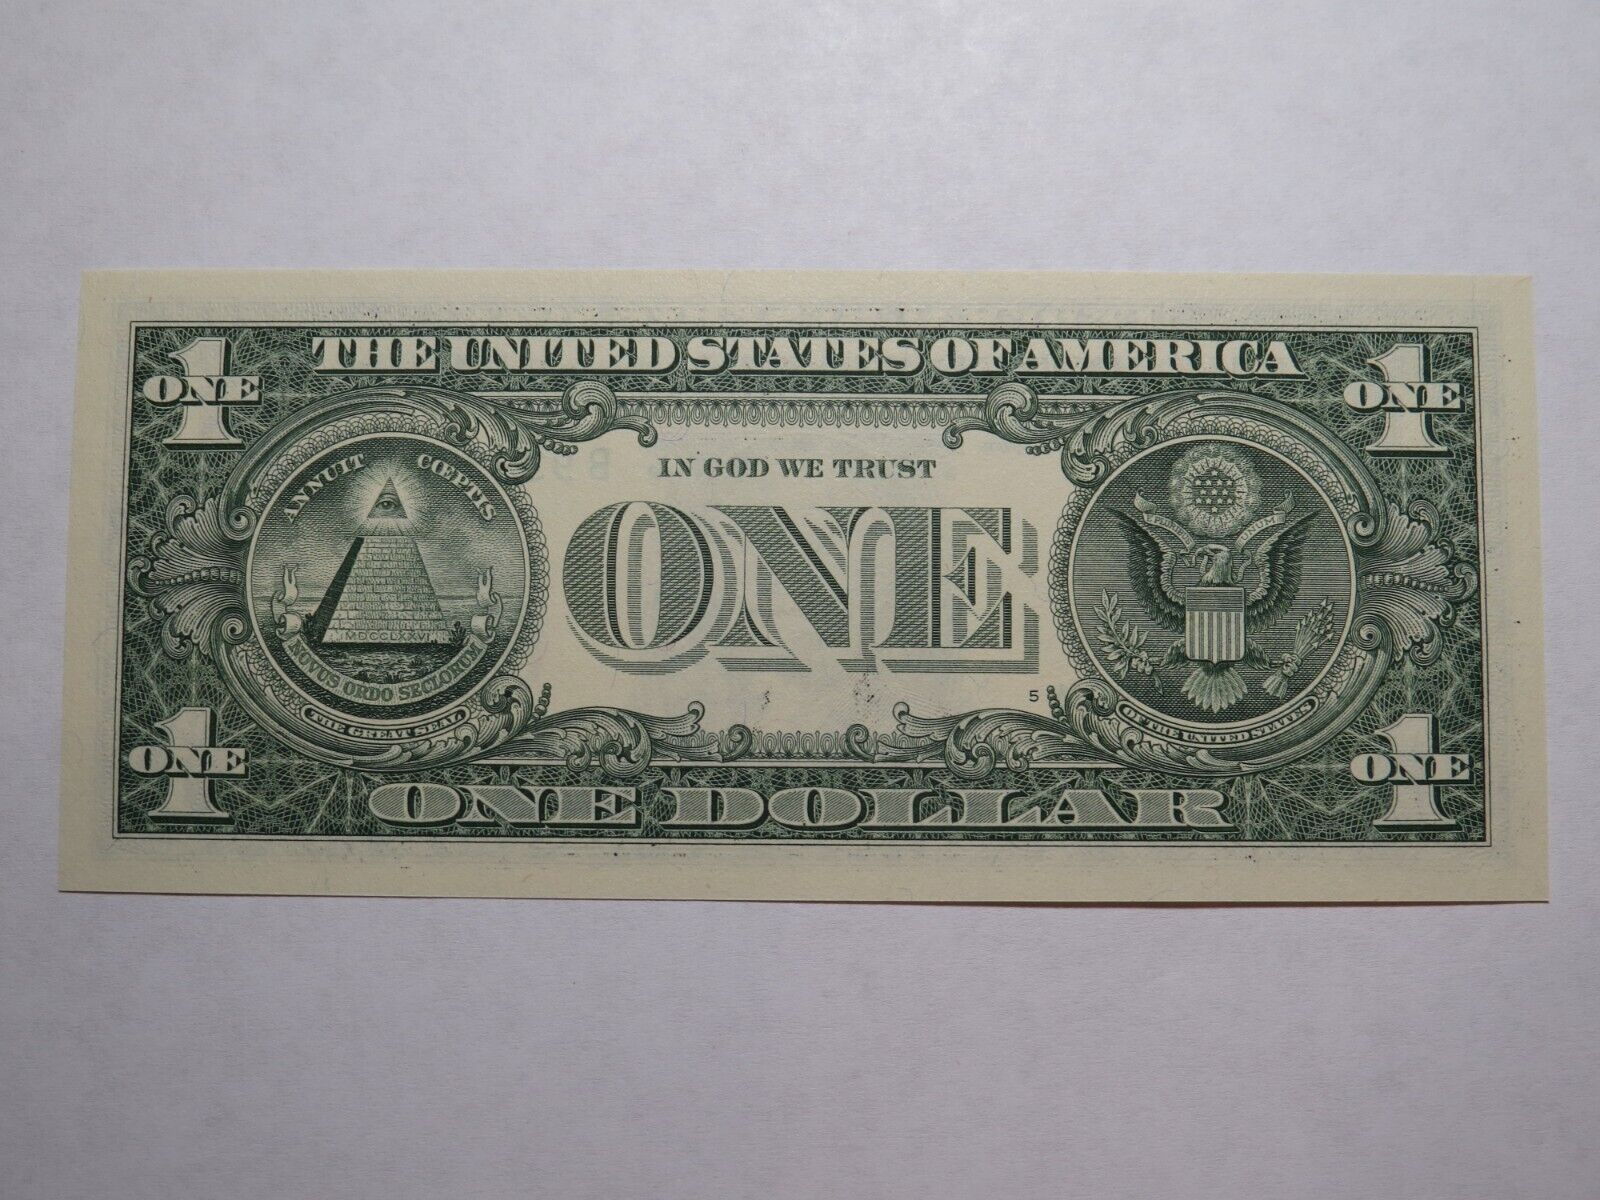 THE UNITED STATES OF AMERICA
1
ONE
1
ONE
ANNUIT CŒPTIS
IN GOD WE TRUST
ONE
MDCCLXXVI
NOVUS ORDO SECLORUM
THE GREAT SEAL
5
OF THE UNITED STATES
1
ONE
1
ONE
ONE DOLLAR